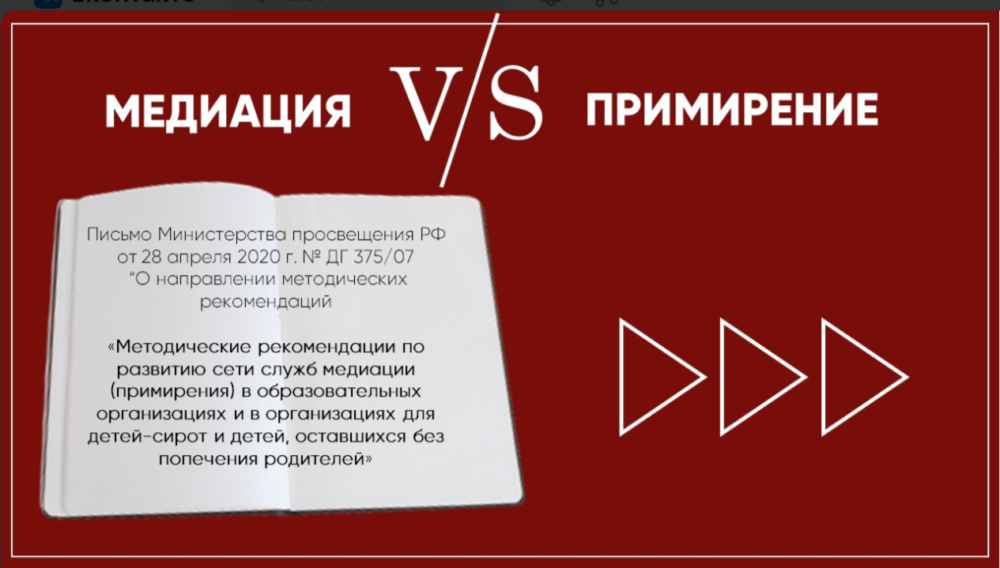 МЕДИАЦИЯ
V/S
ПРИМИРЕНИЕ
Письмо Министерства просвещения РФ
от 28 апреля 2020 г. № ДГ 375/07
“О направлении методических
рекомендаций
«Методические рекомендации по
развитию сети служб медиации
(примирения) в образовательных
организациях и в организациях для
детей-сирот и детей, оставшихся без
попечения родителей»